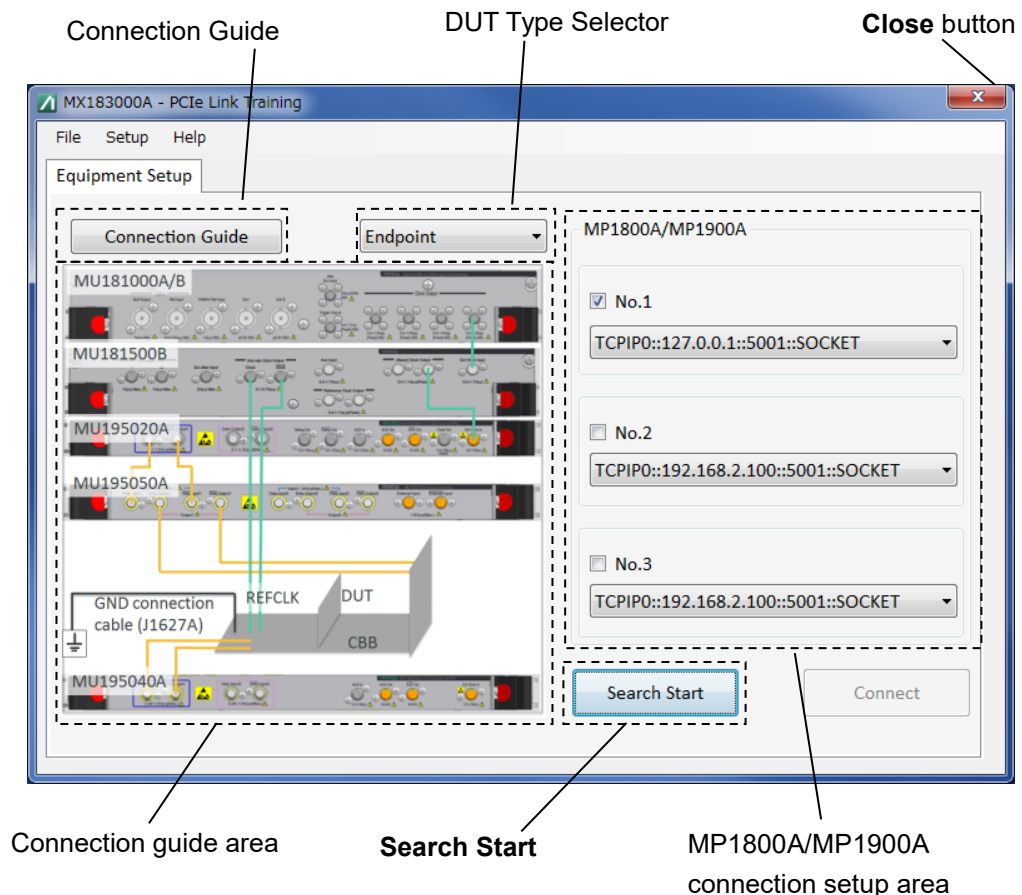 Connection Guide
DUT Type Selector
Close button
MX183000A - PCIe Link Training
File Setup Help
Equipment Setup
Connection Guide
Endpoint
MP1800A/MP1900A
MU181000A/B
No.1
TCPIP0::127.0.0.1::5001::SOCKET
MU181500B
MU195020A
No.2
TCPIP0::192.168.2.100::5001::SOCKET
MU195050A
No.3
TCPIP0::192.168.2.100::5001::SOCKET
REFCLK
DUT
GND connection
cable (J1627A)
CBB
MU195040A
Search Start
Connect
Connection guide area
Search Start
MP1800A/MP1900A
connection setup area